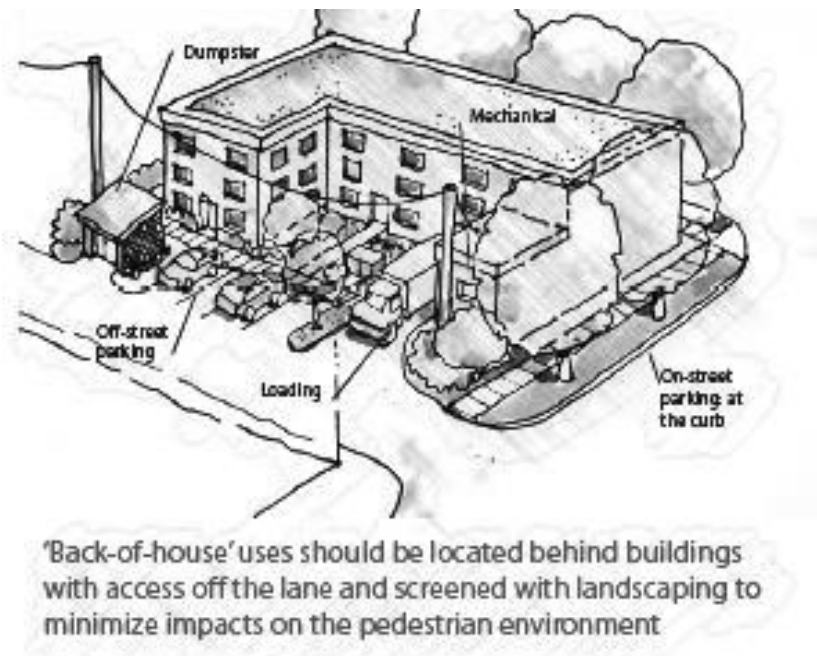 Dumpster
Mechanical
Off-street
parking
Loading
On-street
parking: at
the curb
‘Back-of-house’ uses should be located behind buildings
with access off the lane and screened with landscaping to
minimize impacts on the pedestrian environment